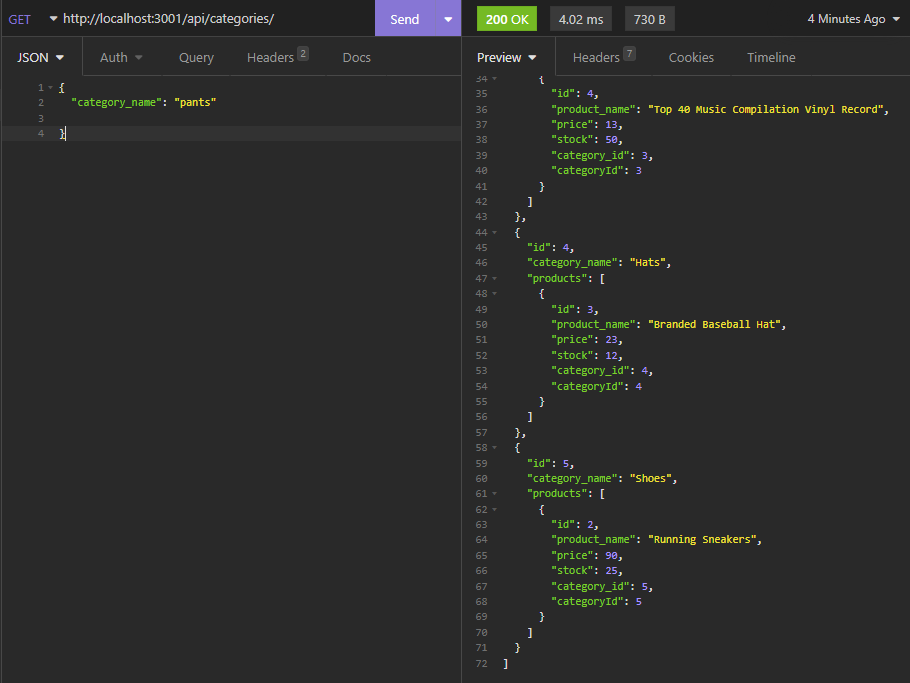 GET http://localhost:3001/api/categories/ Send 200 OK 4.02 ms 730 B 4 Minutes Ago
JSON Auth Query Headers 2 Docs Preview Headers 7 Cookies Timeline
1 {
2 "category_name": "pants"
3
4 }
34 {
35 "id": 4,
36 "product_name": "Top 40 Music Compilation Vinyl Record",
37 "price": 13,
38 "stock": 50,
39 "category_id": 3,
40 "categoryId": 3
41 }
42 ]
43 },
44 {
45 "id": 4,
46 "category_name": "Hats",
47 "products": [
48 {
49 "id": 3,
50 "product_name": "Branded Baseball Hat",
51 "price": 23,
52 "stock": 12,
53 "category_id": 4,
54 "categoryId": 4
55 }
56 ]
57 },
58 {
59 "id": 5,
60 "category_name": "Shoes",
61 "products": [
62 {
63 "id": 2,
64 "product_name": "Running Sneakers",
65 "price": 90,
66 "stock": 25,
67 "category_id": 5,
68 "categoryId": 5
69 }
70 ]
71 }
72 ]